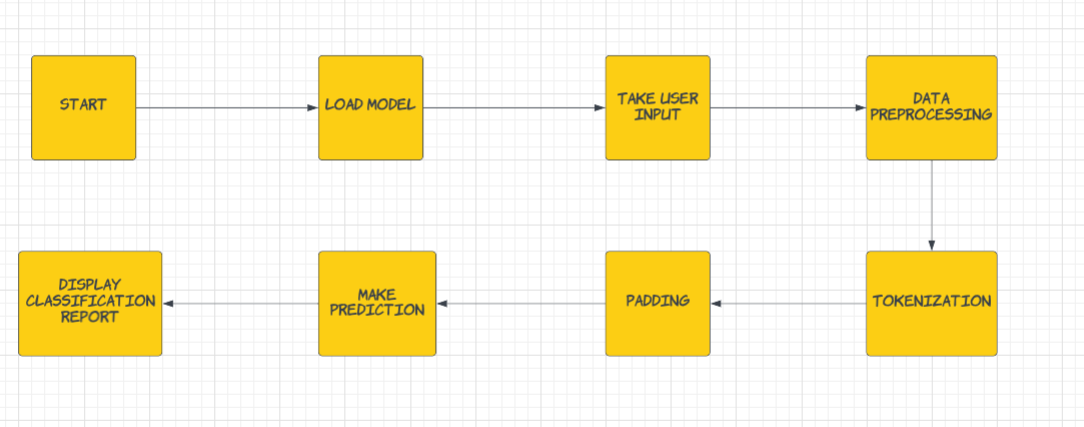 START
LOAD MODEL
TAKE USER
INPUT
DATA
PREPROCESSING
TOKENIZATION
PADDING
MAKE
PREDICTION
DISPLAY
CLASSIFICATION
REPORT